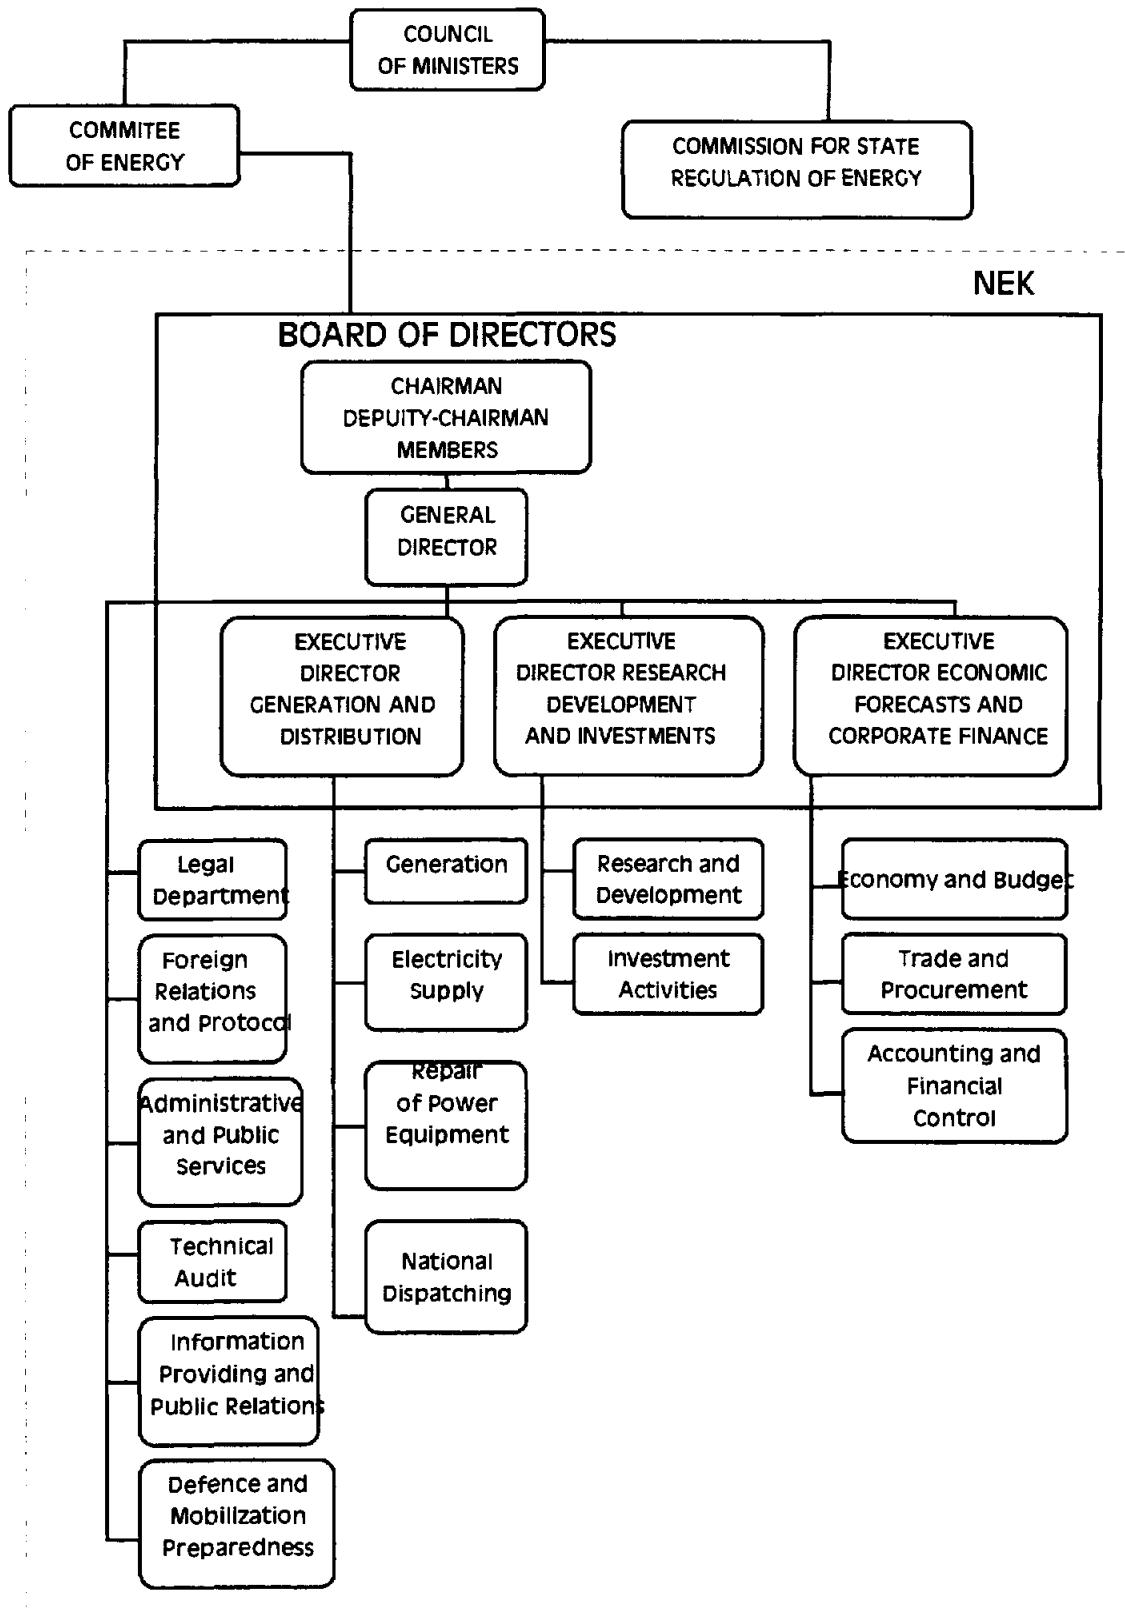 COUNCIL
OF MINISTERS
COMMITEE
OF ENERGY
COMMISSION FOR STATE
REGULATION OF ENERGY
NEK
BOARD OF DIRECTORS
CHAIRMAN
DEPUITY-CHAIRMAN
MEMBERS
GENERAL
DIRECTOR
EXECUTIVE
DIRECTOR
GENERATION AND
DISTRIBUTION
EXECUTIVE
DIRECTOR RESEARCH
DEVELOPMENT
AND INVESTMENTS
EXECUTIVE
DIRECTOR ECONOMIC
FORECASTS AND
CORPORATE FINANCE
Legal
Department
Foreign
Relations
and Protocol
Administrative
and Public
Services
Technical
Audit
Information
Providing and
Public Relations
Defence and
Mobilization
Preparedness
Generation
Electricity
Supply
Repair
of Power
Equipment
National
Dispatching
Research and
Development
Investment
Activities
Economy and Budget
Trade and
Procurement
Accounting and
Financial
Control